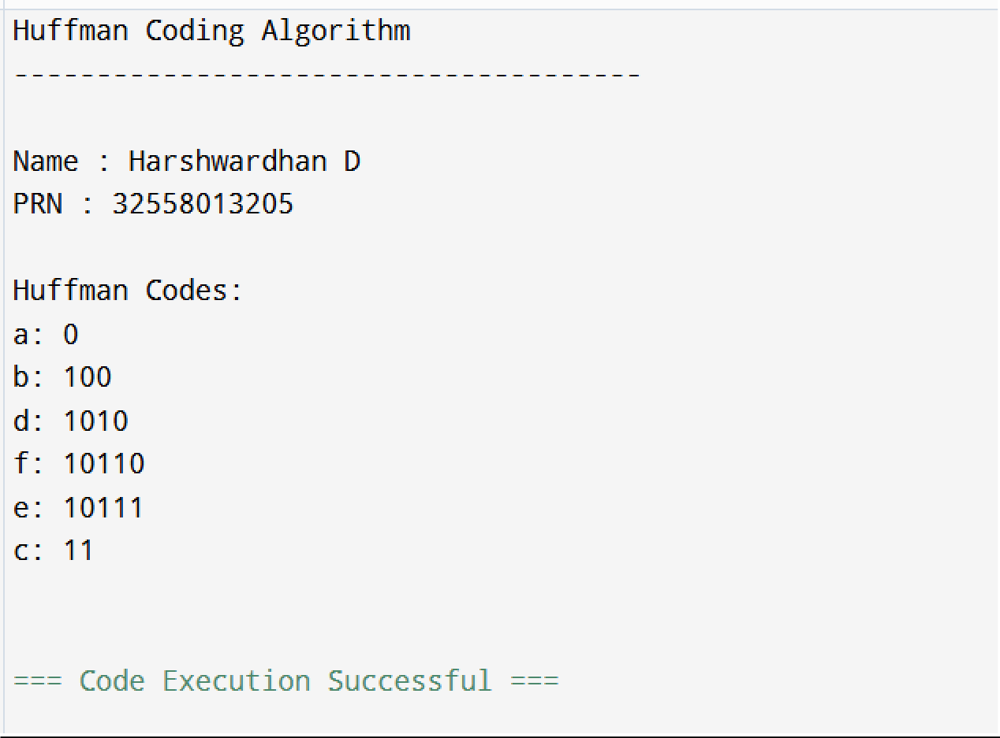 Huffman Coding Algorithm
--------------------------------------
Name : Harshwardhan D
PRN : 32558013205
Huffman Codes:
a: 0
b: 100
d: 1010
f: 10110
e: 10111
c: 11
=== Code Execution Successful ===